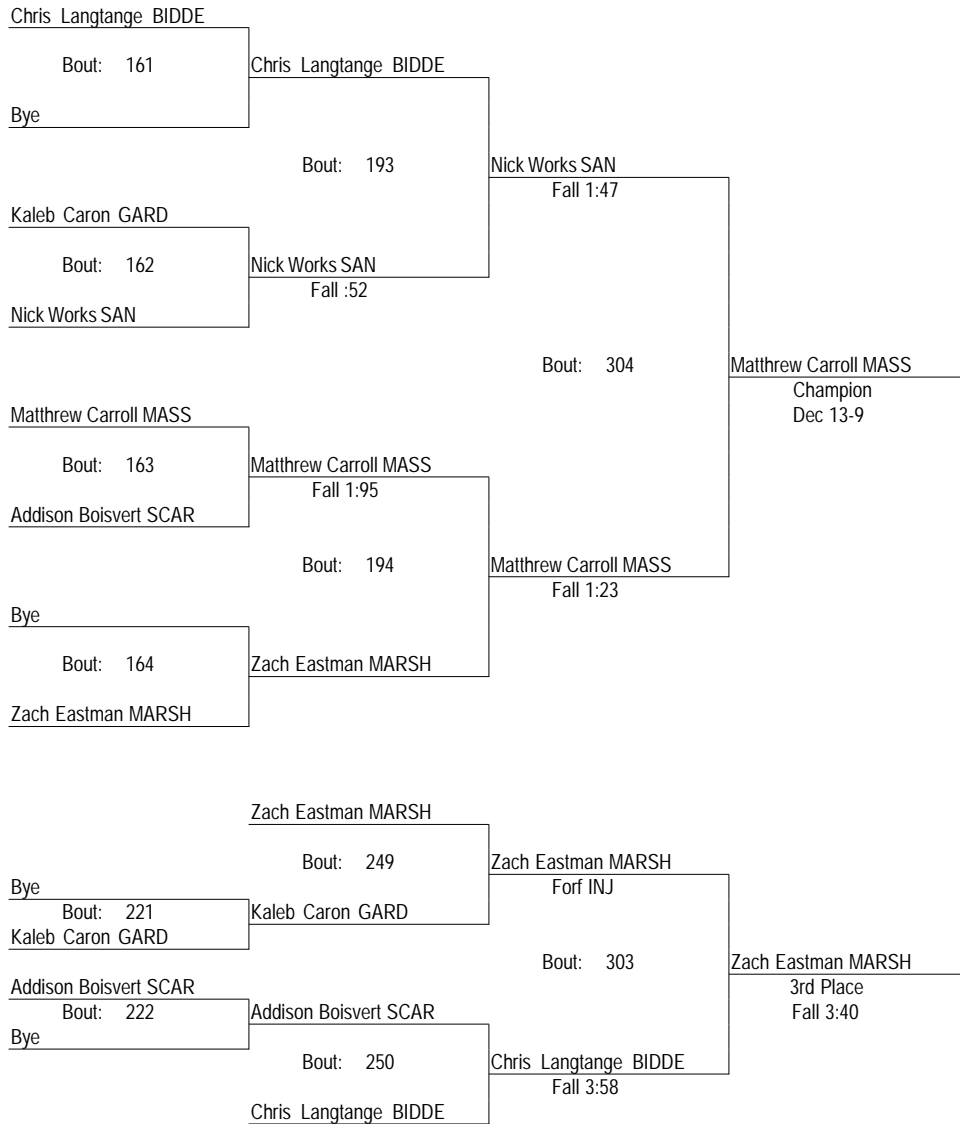 Chris Langtange BIDDE
Bout: 161
Chris Langtange BIDDE
Bye
Bout: 193
Nick Works SAN
Fall 1:47
Kaleb Caron GARD
Bout: 162
Nick Works SAN
Fall :52
Nick Works SAN
Bout: 304
Matthrew Carroll MASS
Champion
Dec 13-9
Matthrew Carroll MASS
Bout: 163
Matthrew Carroll MASS
Fall 1:95
Addison Boisvert SCAR
Bout: 194
Matthrew Carroll MASS
Fall 1:23
Bye
Bout: 164
Zach Eastman MARSH
Zach Eastman MARSH
Zach Eastman MARSH
Bout: 249
Zach Eastman MARSH
Forf INJ
Bye
Bout: 221
Kaleb Caron GARD
Kaleb Caron GARD
Bout: 303
Zach Eastman MARSH
3rd Place
Fall 3:40
Addison Boisvert SCAR
Bout: 222
Addison Boisvert SCAR
Bye
Bout: 250
Chris Langtange BIDDE
Fall 3:58
Chris Langtange BIDDE